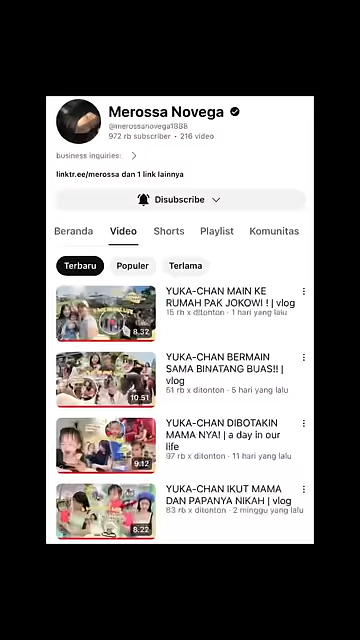 Merossa Novega
@merossanovega1888
972 rb subscriber • 216 video
business inquiries:
linktr.ee/merossa dan 1 link lainnya
Disubscribe
Beranda Video Shorts Playlist Komunitas
Terbaru Populer Terlama
YUKA-CHAN MAIN KE
RUMAH PAK JOKOWI ! | vlog
15 rb x ditonton · 1 hari yang lalu
8.32
YUKA-CHAN BERMAIN
SAMA BINATANG BUAS!! |
vlog
51 rb x ditonton · 5 hari yang lalu
10.51
YUKA-CHAN DIBOTAKIN
MAMA NYA! | a day in our
life
97 rb x ditonton · 11 hari yang lalu
9.12
YUKA-CHAN IKUT MAMA
DAN PAPANYA NIKAH | vlog
83 rb x ditonton · 2 minggu yang lalu
8.22